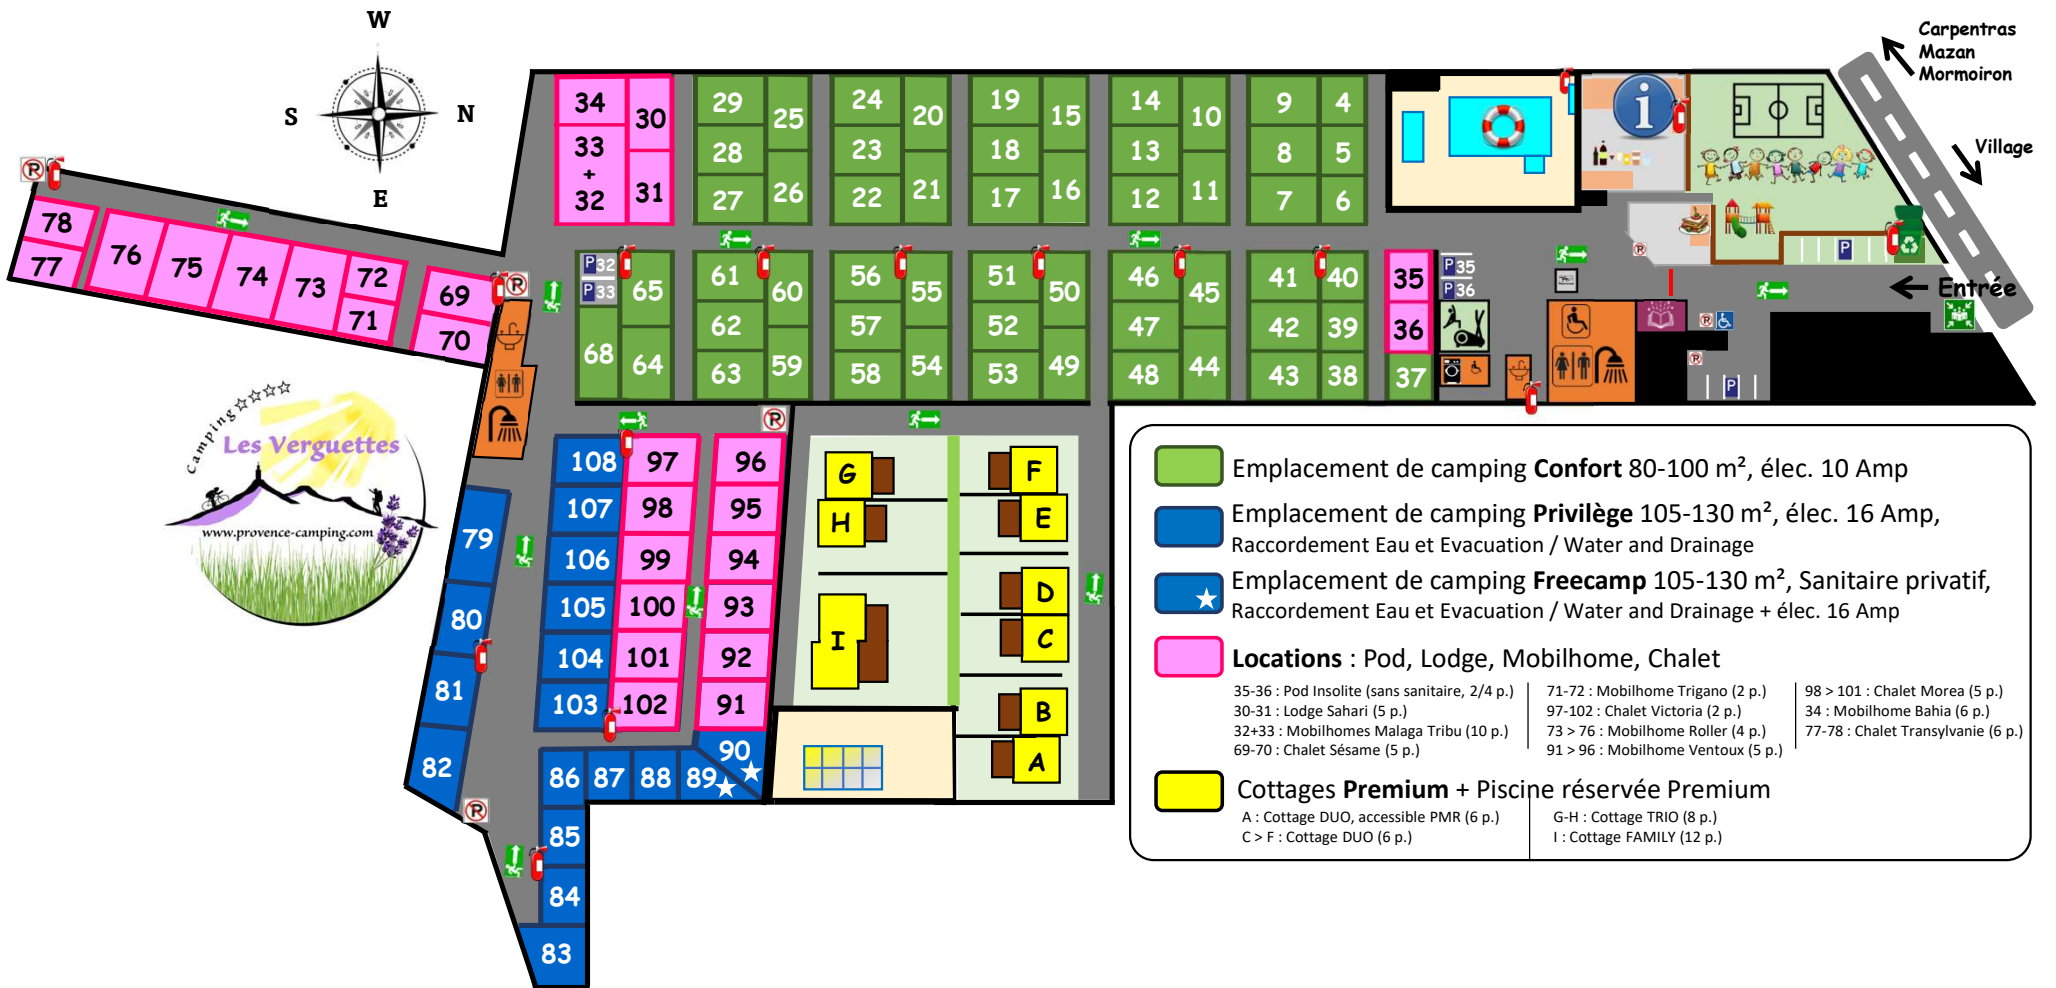 W
S
N
E
Carpentras
Mazan
Mormoiron
Village
Entrée
34
33
+
32
30
31
29
28
27
25
26
24
23
22
20
21
19
18
17
15
16
14
13
12
10
11
9
8
7
4
5
6
i
78
77
76
75
74
73
72
71
69
70
P32
P33
65
68
64
61
62
63
60
59
56
57
58
55
54
51
52
53
50
49
46
47
48
45
44
41
42
43
40
39
38
35
36
37
P35
P36
P
P
Camping
Les Verguettes
www.provence-camping.com
108
107
106
105
104
103
97
98
99
100
101
102
96
95
94
93
92
91
79
80
81
82
86
87
88
89
90
85
84
83
G
H
I
F
E
D
C
B
A
Emplacement de camping Confort 80-100 m², élec. 10 Amp
Emplacement de camping Privilège 105-130 m², élec. 16 Amp,
Raccordement Eau et Evacuation / Water and Drainage
Emplacement de camping Freecamp 105-130 m², Sanitaire privatif,
Raccordement Eau et Evacuation / Water and Drainage + élec. 16 Amp
Locations : Pod, Lodge, Mobilhome, Chalet
35-36 : Pod Insolite (sans sanitaire, 2/4 p.)
30-31 : Lodge Sahari (5 p.)
32+33 : Mobilhomes Malaga Tribu (10 p.)
69-70 : Chalet Sésame (5 p.)
71-72 : Mobilhome Trigano (2 p.)
97-102 : Chalet Victoria (2 p.)
73 > 76 : Mobilhome Roller (4 p.)
91 > 96 : Mobilhome Ventoux (5 p.)
98 > 101 : Chalet Morea (5 p.)
34 : Mobilhome Bahia (6 p.)
77-78 : Chalet Transylvanie (6 p.)
Cottages Premium + Piscine réservée Premium
A : Cottage DUO, accessible PMR (6 p.)
C > F : Cottage DUO (6 p.)
G-H : Cottage TRIO (8 p.)
I : Cottage FAMILY (12 p.)